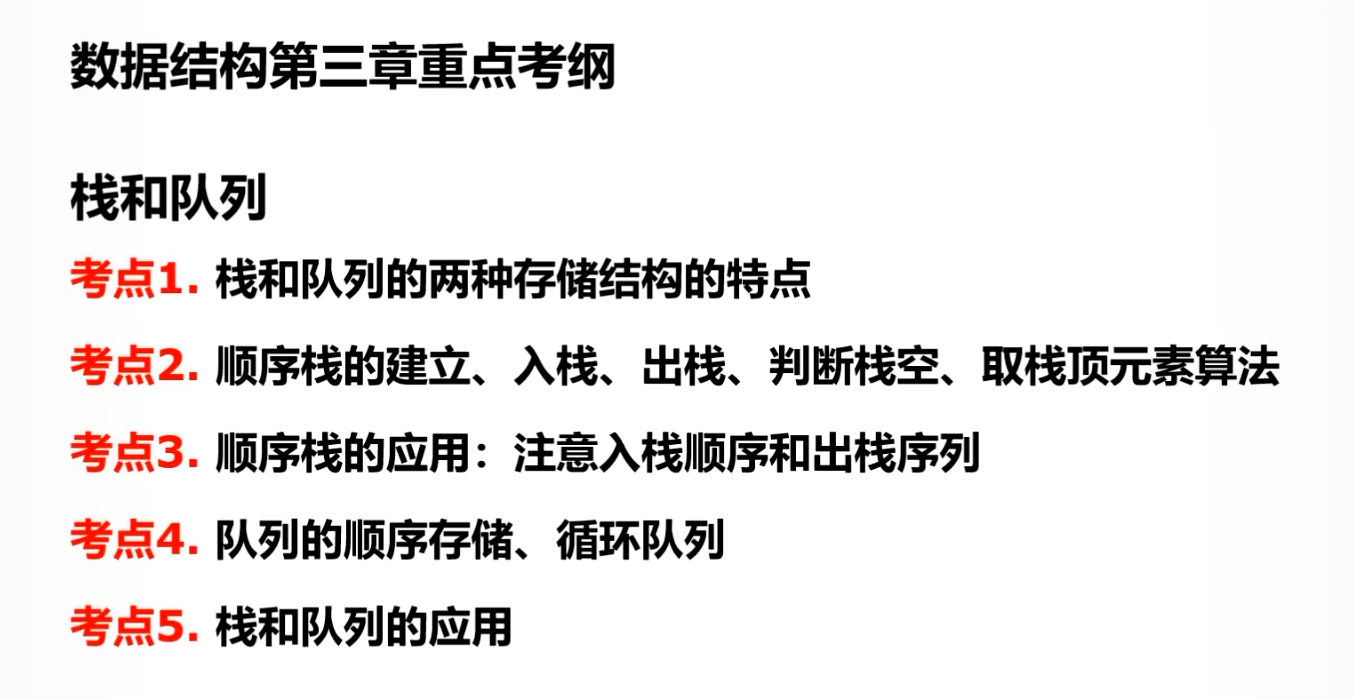 数据结构第三章重点考纲
栈和队列
考点1. 栈和队列的两种存储结构的特点
考点2. 顺序栈的建立、入栈、出栈、判断栈空、取栈顶元素算法
考点3. 顺序栈的应用：注意入栈顺序和出栈序列
考点4. 队列的顺序存储、循环队列
考点5. 栈和队列的应用